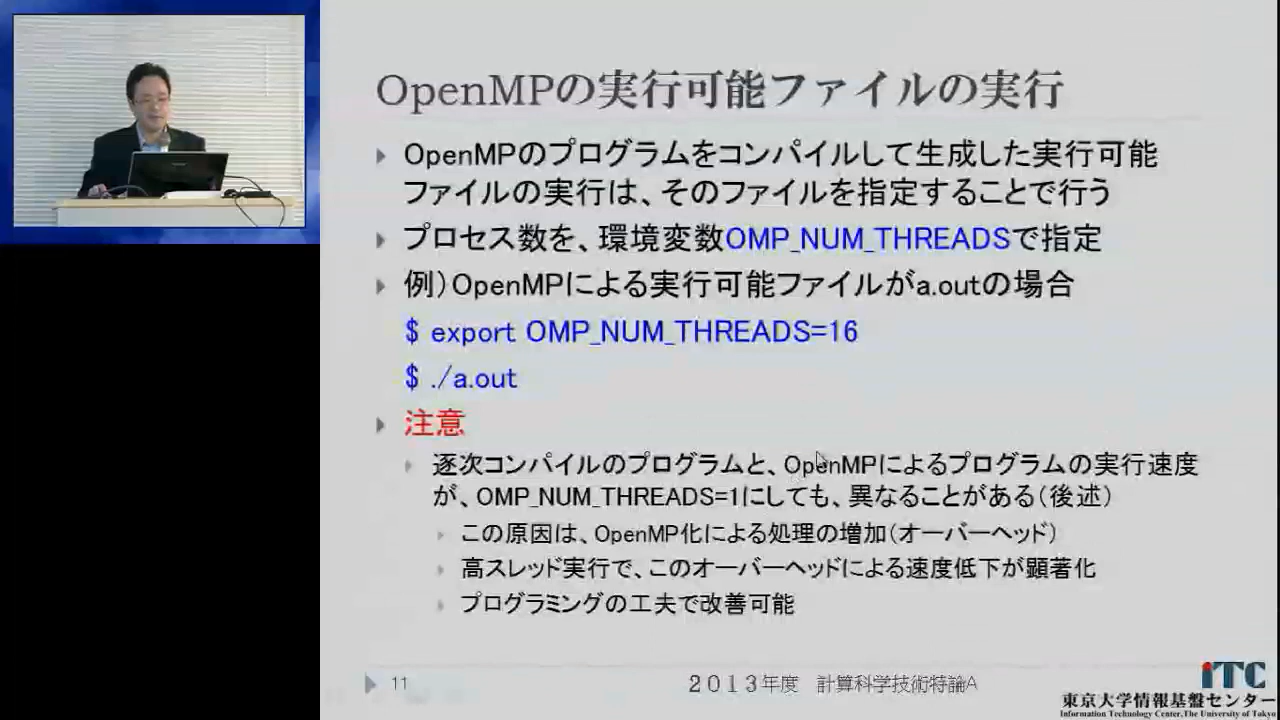 OpenMPの実行可能ファイルの実行
OpenMPのプログラムをコンパイルして生成した実行可能
ファイルの実行は、そのファイルを指定することで行う
プロセス数を、環境変数OMP_NUM_THREADSで指定
例）OpenMPによる実行可能ファイルがa.outの場合
$ export OMP_NUM_THREADS=16
$ ./a.out
注意
逐次コンパイルのプログラムと、OpenMPによるプログラムの実行速度
が、OMP_NUM_THREADS=1にしても、異なることがある（後述）
この原因は、OpenMP化による処理の増加（オーバーヘッド）
高スレッド実行で、このオーバーヘッドによる速度低下が顕著化
プログラミングの工夫で改善可能
11
２０１３年度　計算科学技術特論A
iTC
東京大学情報基盤センター
Information Technology Center,The University of Tokyo